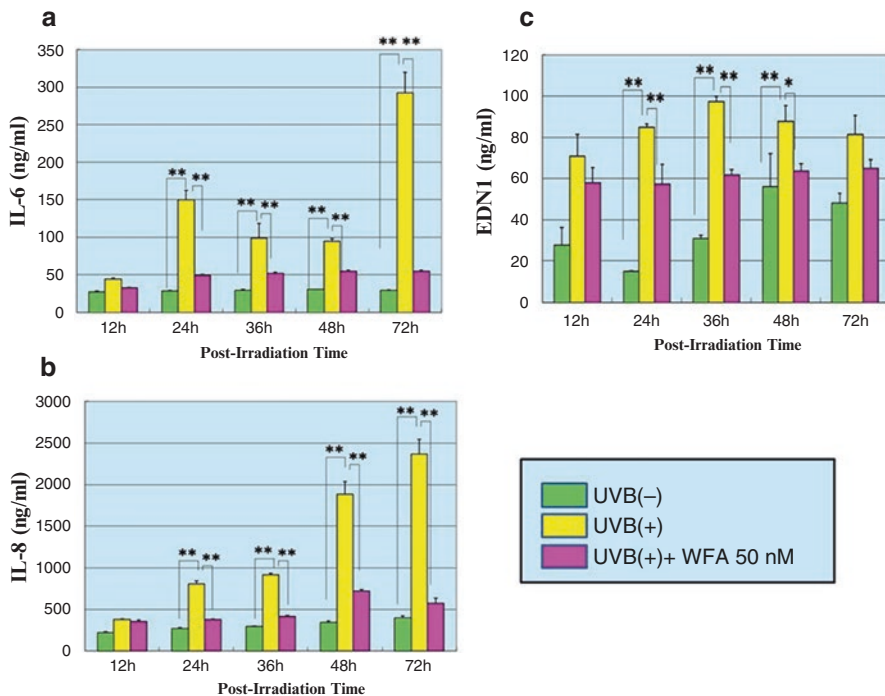 a
IL-6 (ng/ml)
350
300
250
200
150
100
50
0
** **
** **
** **
** **
12h 24h 36h 48h 72h
Post-Irradiation Time
b
IL-8 (ng/ml)
3000
2500
2000
1500
1000
500
0
** **
** **
** **
** **
12h 24h 36h 48h 72h
Post-Irradiation Time
c
EDN1 (ng/ml)
120
100
80
60
40
20
0
** **
** **
** *
12h 24h 36h 48h 72h
Post-Irradiation Time
UVB(–)
UVB(+)
UVB(+)+ WFA 50 nM